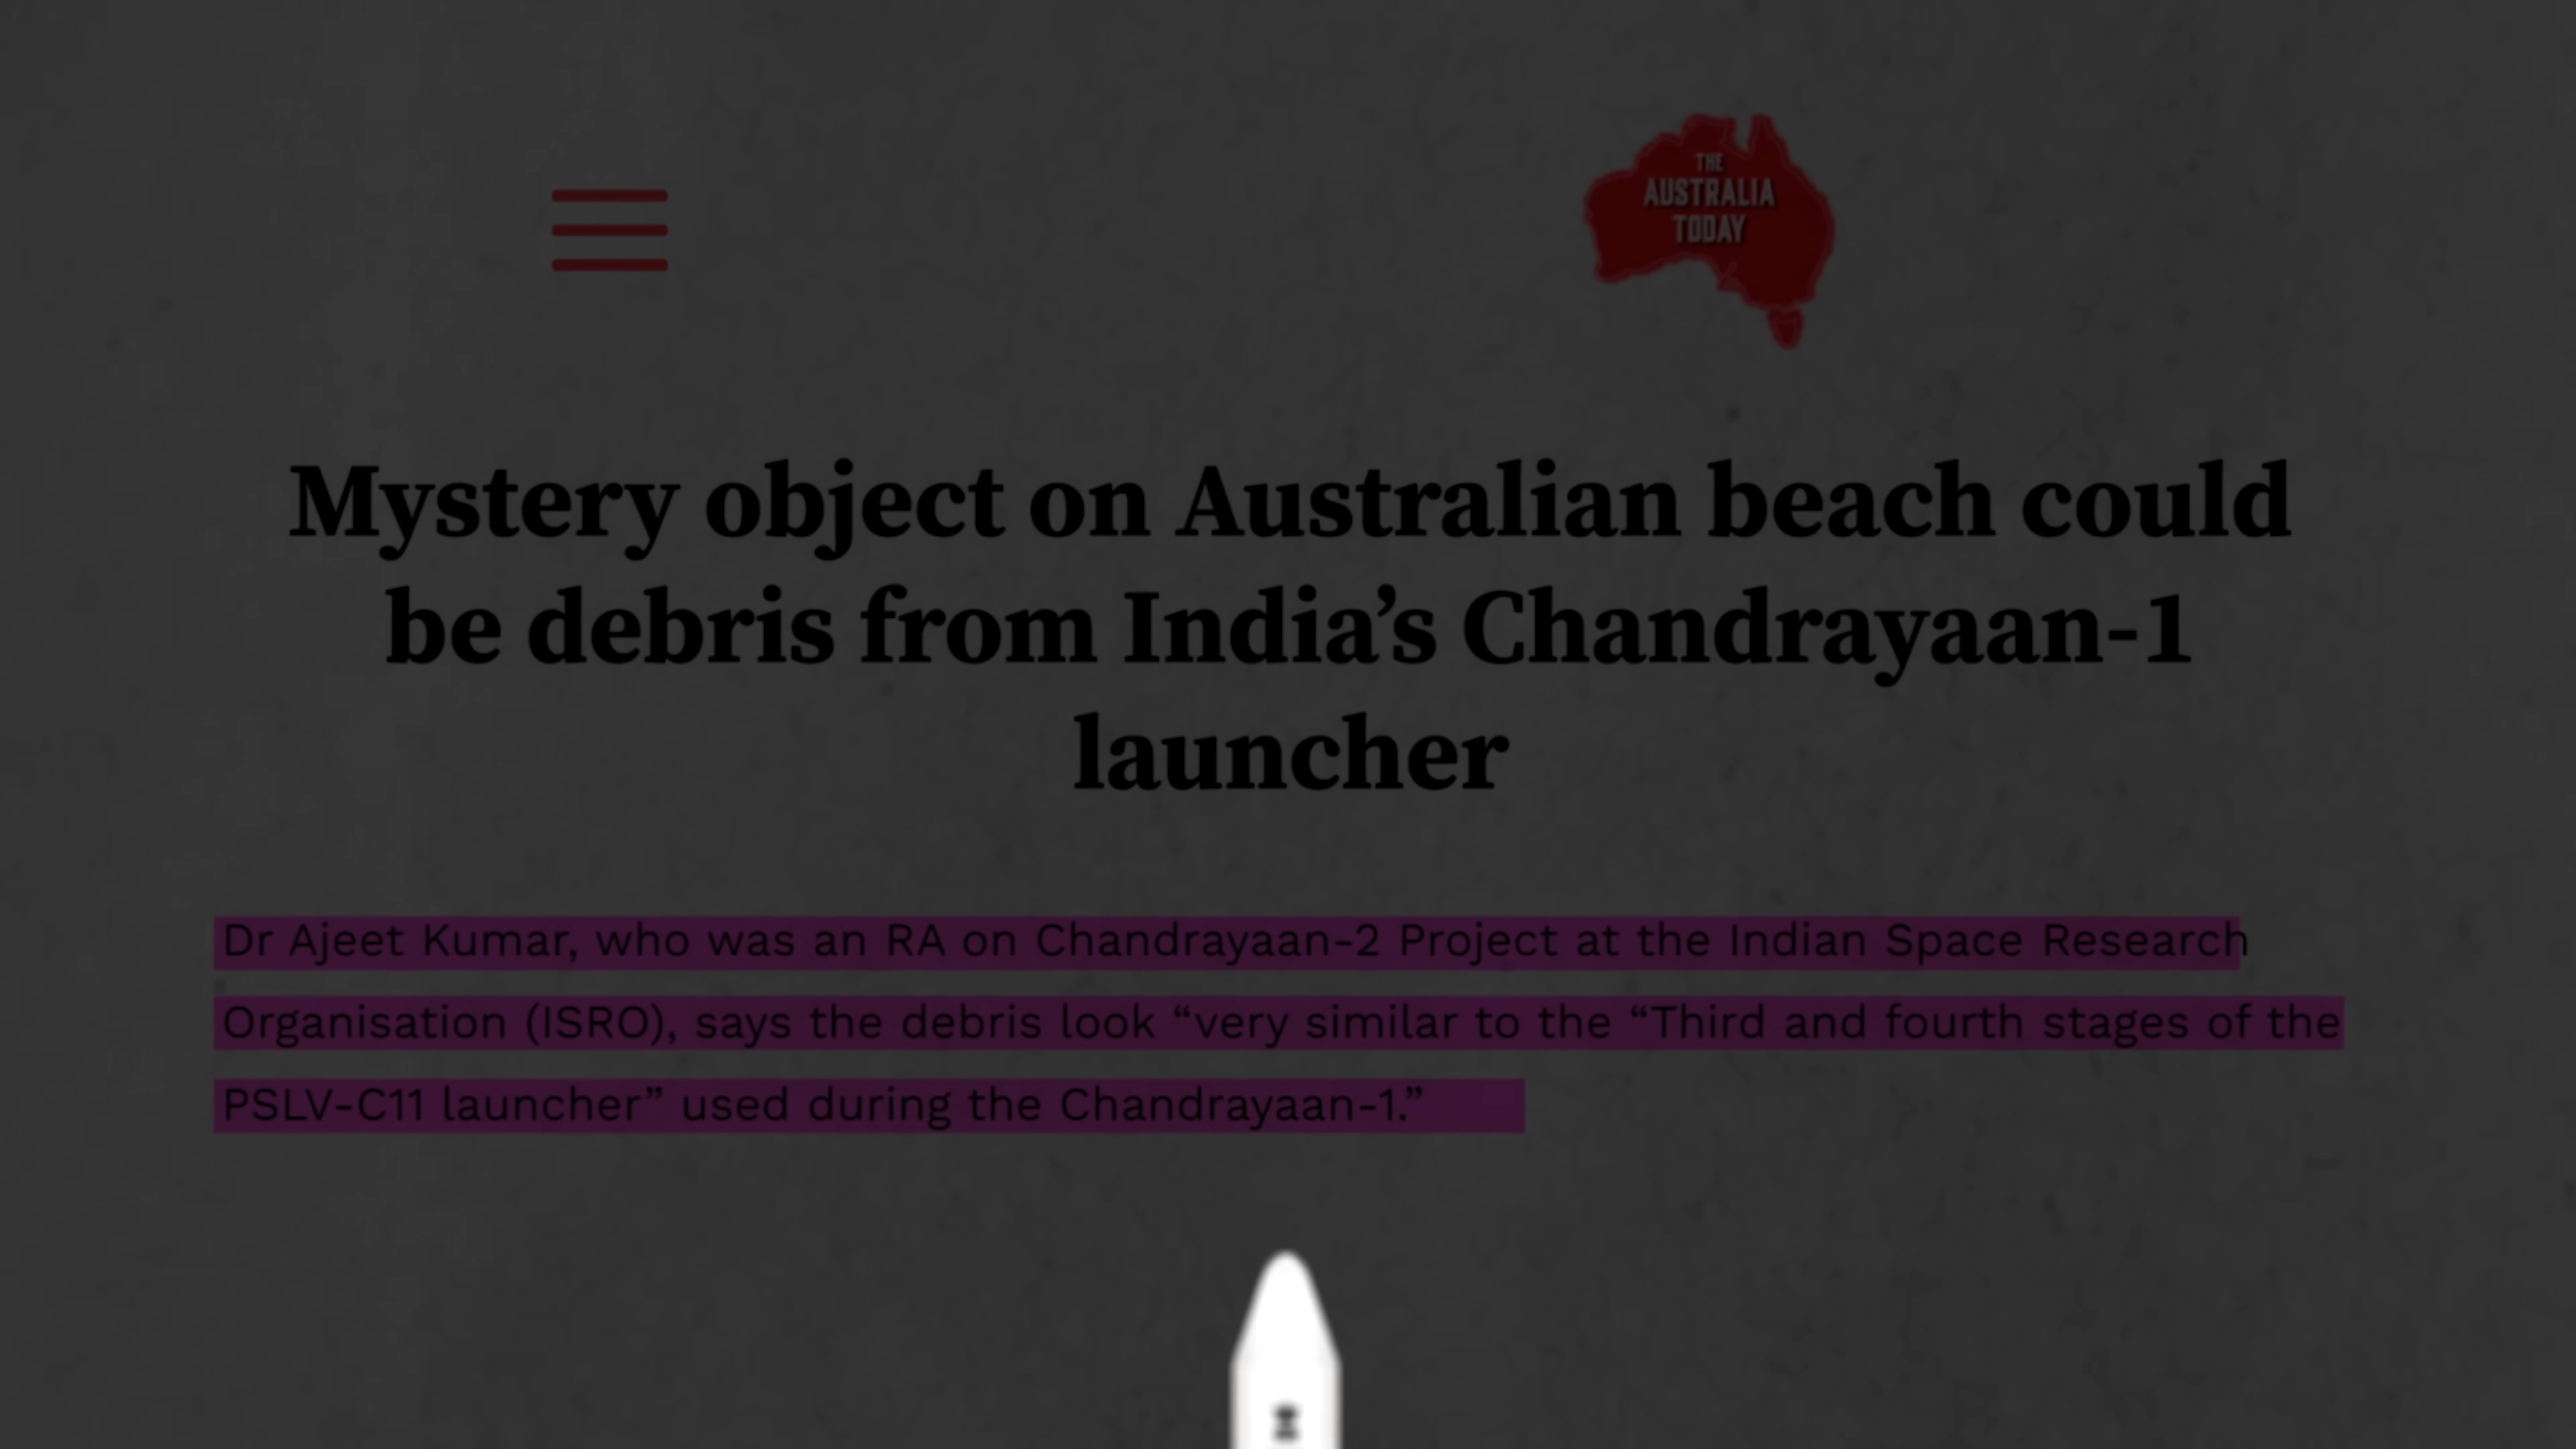 THE
AUSTRALIA
TODAY
Mystery object on Australian beach could
be debris from India’s Chandrayaan-1
launcher
Dr Ajeet Kumar, who was an RA on Chandrayaan-2 Project at the Indian Space Research
Organisation (ISRO), says the debris look “very similar to the “Third and fourth stages of the
PSLV-C11 launcher” used during the Chandrayaan-1.”